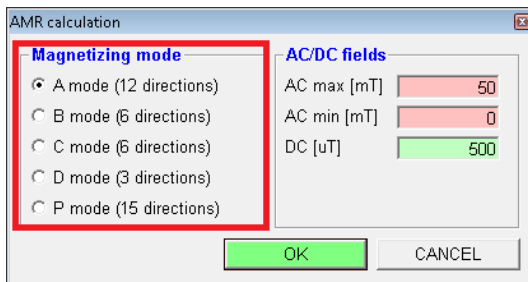 AMR calculation
Magnetizing mode
A mode (12 directions)
B mode (6 directions)
C mode (6 directions)
D mode (3 directions)
P mode (15 directions)
AC/DC fields
AC max [mT] 50
AC min [mT] 0
DC [uT] 500
OK
CANCEL